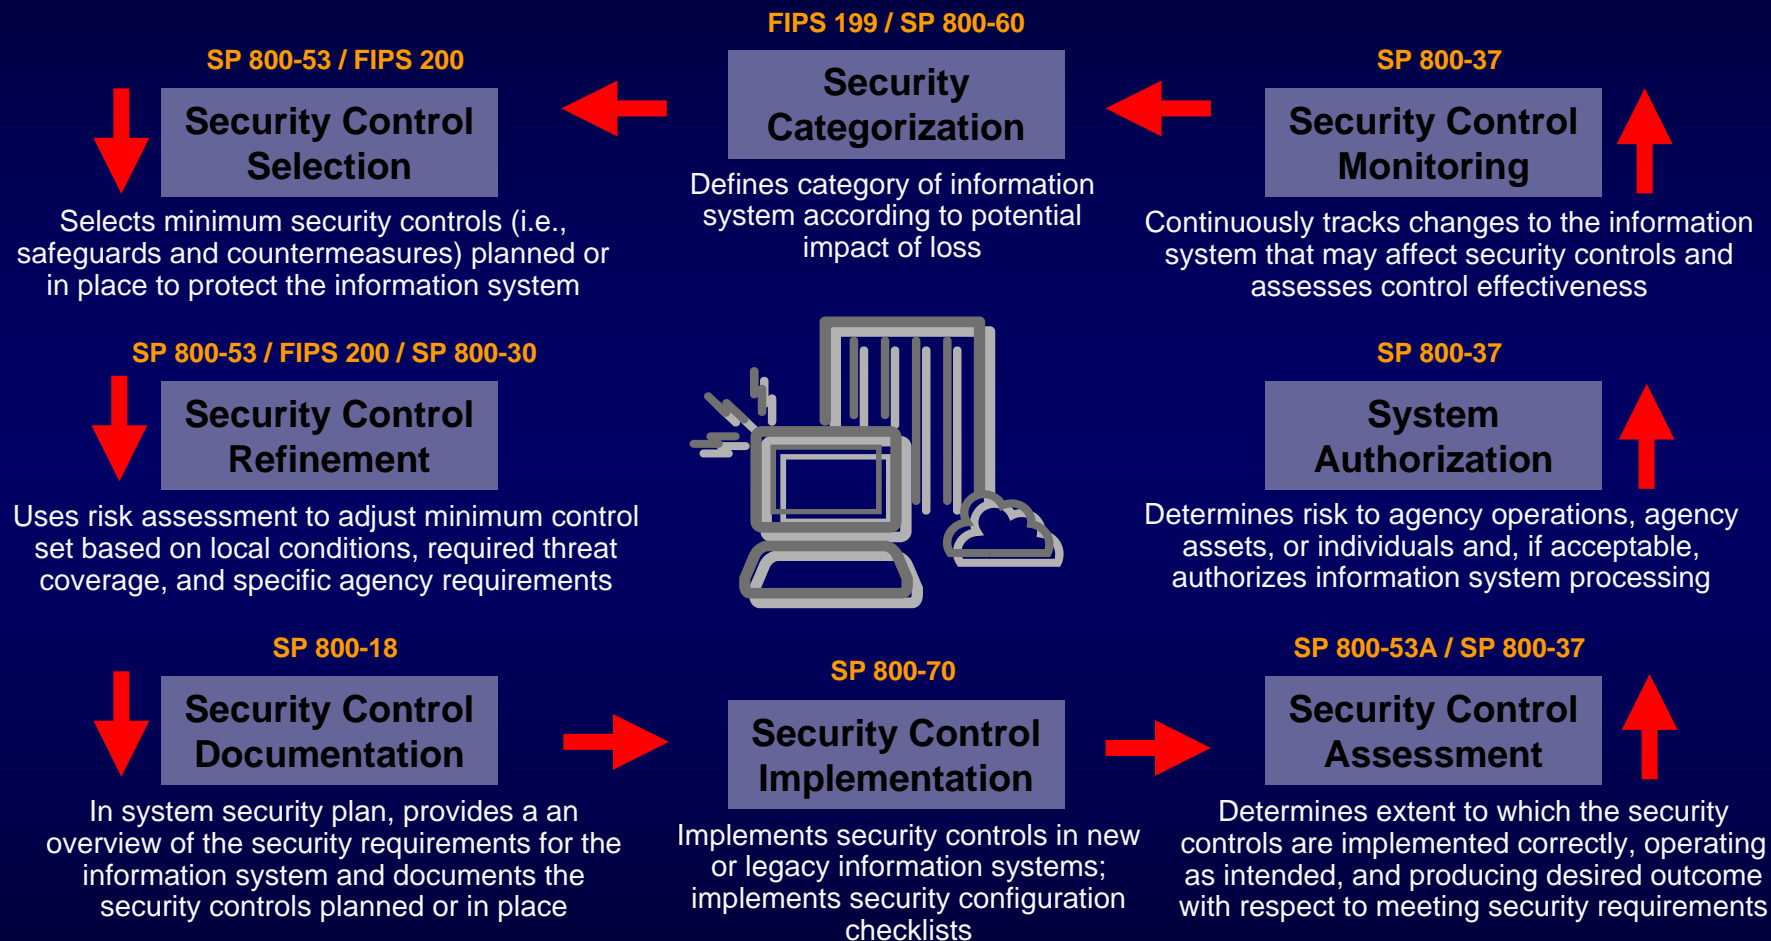 FIPS 199 / SP 800-60
Security
Categorization
Defines category of information
system according to potential
impact of loss
SP 800-53 / FIPS 200
Security Control
Selection
Selects minimum security controls (i.e.,
safeguards and countermeasures) planned or
in place to protect the information system
SP 800-53 / FIPS 200 / SP 800-30
Security Control
Refinement
Uses risk assessment to adjust minimum control
set based on local conditions, required threat
coverage, and specific agency requirements
SP 800-18
Security Control
Documentation
In system security plan, provides a an
overview of the security requirements for the
information system and documents the
security controls planned or in place
SP 800-70
Security Control
Implementation
Implements security controls in new
or legacy information systems;
implements security configuration
checklists
SP 800-53A / SP 800-37
Security Control
Assessment
Determines extent to which the security
controls are implemented correctly, operating
as intended, and producing desired outcome
with respect to meeting security requirements
SP 800-37
System
Authorization
Determines risk to agency operations, agency
assets, or individuals and, if acceptable,
authorizes information system processing
SP 800-37
Security Control
Monitoring
Continuously tracks changes to the information
system that may affect security controls and
assesses control effectiveness